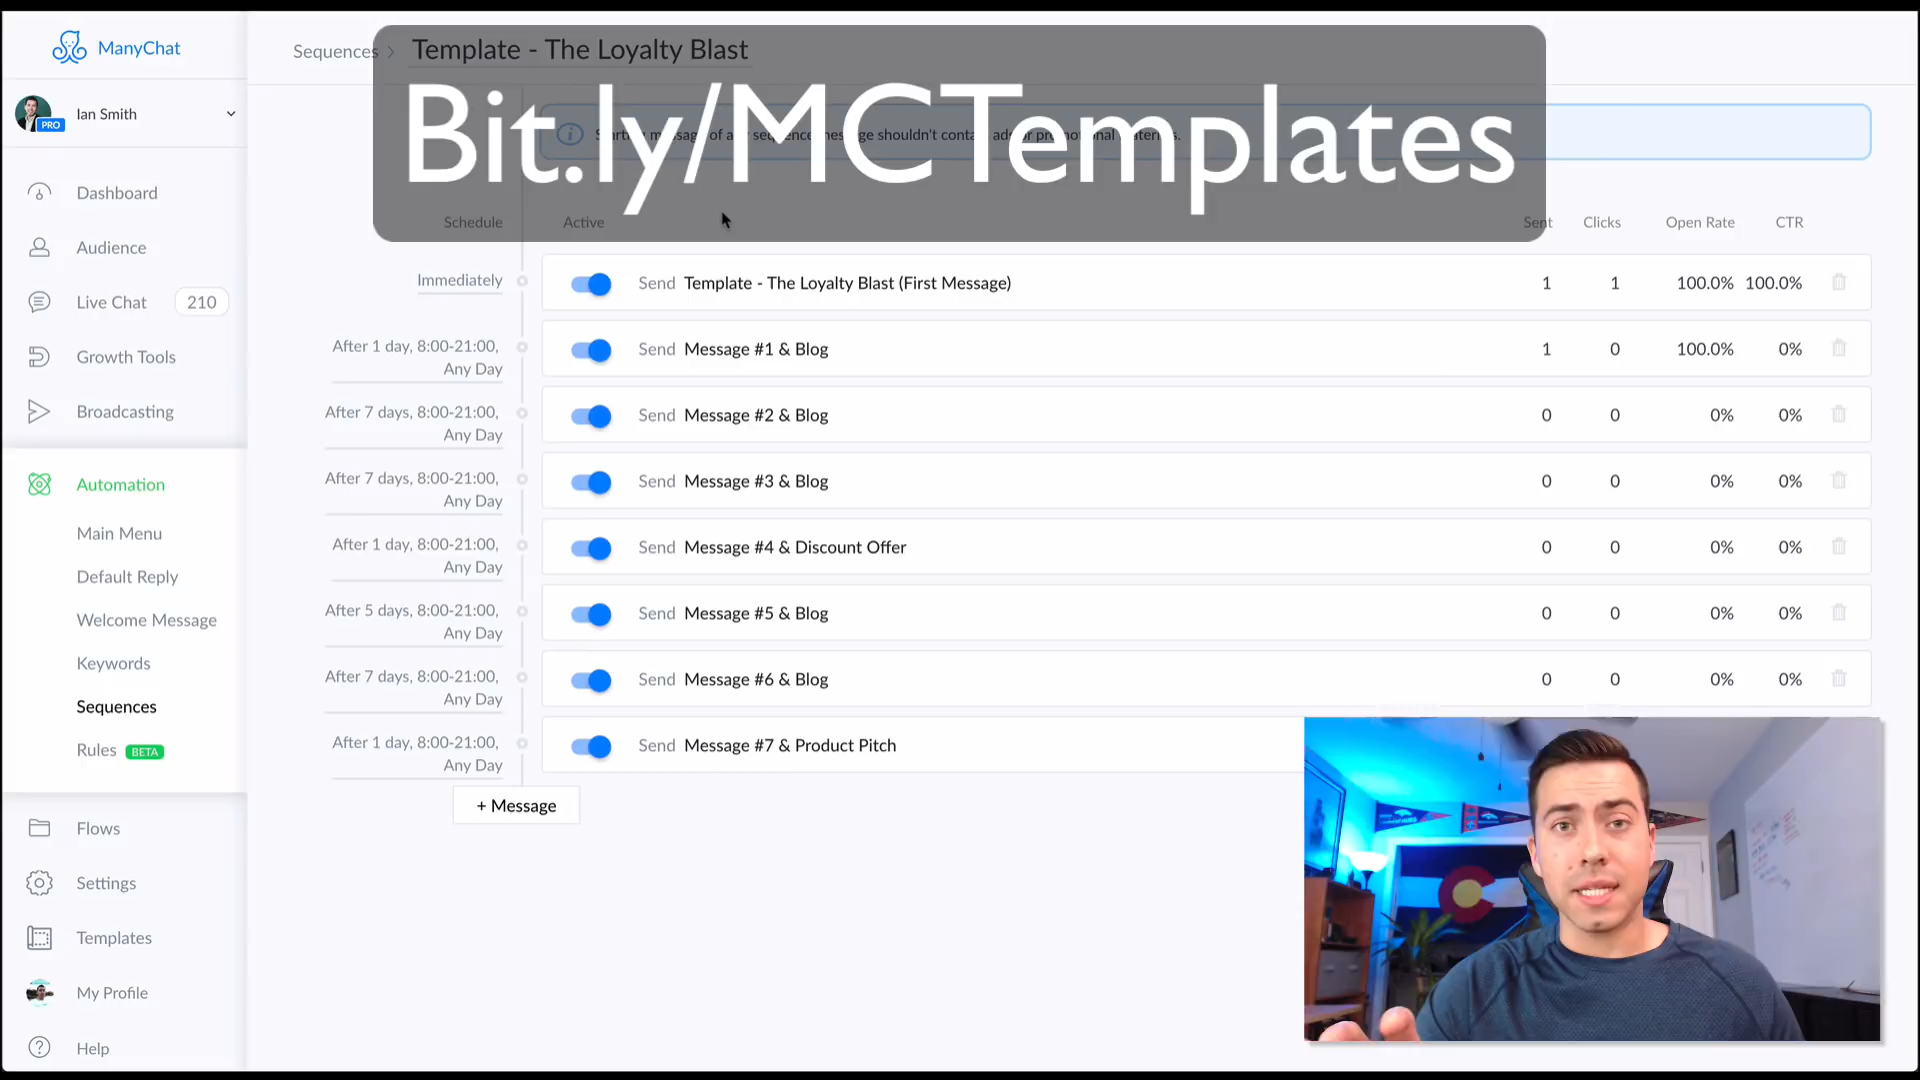 ManyChat
Sequences > Template - The Loyalty Blast
Bit.ly/MCTemplates
Ian Smith
PRO
message of sequence shouldn't
Dashboard
Audience
Live Chat 210
Growth Tools
Broadcasting
Automation
Main Menu
Default Reply
Welcome Message
Keywords
Sequences
Rules BETA
Flows
Settings
Templates
My Profile
Help
Schedule Active Sent Clicks Open Rate CTR
Immediately Send Template - The Loyalty Blast (First Message) 1 1 100.0% 100.0%
After 1 day, 8:00-21:00, Send Message #1 & Blog 1 0 100.0% 0%
Any Day
After 7 days, 8:00-21:00, Send Message #2 & Blog 0 0 0% 0%
Any Day
After 7 days, 8:00-21:00, Send Message #3 & Blog 0 0 0% 0%
Any Day
After 1 day, 8:00-21:00, Send Message #4 & Discount Offer 0 0 0% 0%
Any Day
After 5 days, 8:00-21:00, Send Message #5 & Blog 0 0 0% 0%
Any Day
After 7 days, 8:00-21:00, Send Message #6 & Blog 0 0 0% 0%
Any Day
After 1 day, 8:00-21:00, Send Message #7 & Product Pitch
Any Day
+ Message